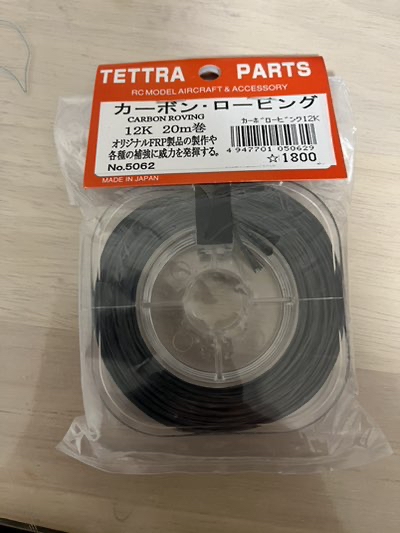 TETTRA PARTS
RC MODEL AIRCRAFT & ACCESSORY
カーボン・ロービング
CARBON ROVING
12K 20m巻
オリジナルFRP製品の製作や
各種の補強に威力を発揮する。
No.5062
カーボンロービング12K
4947701 050629
☆1800
MADE IN JAPAN